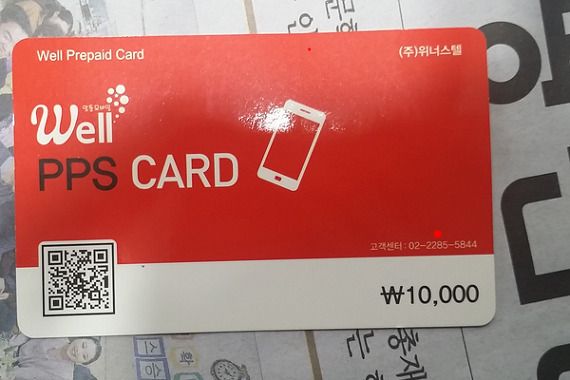 Well Prepaid Card
(주)위너스텔
Well
PPS CARD
고객센터 : 02-2285-5844
₩10,000